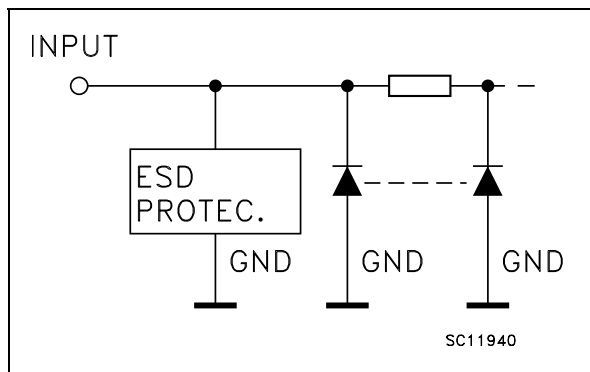 INPUT
ESD
PROTEC.
GND
GND
GND
SC11940